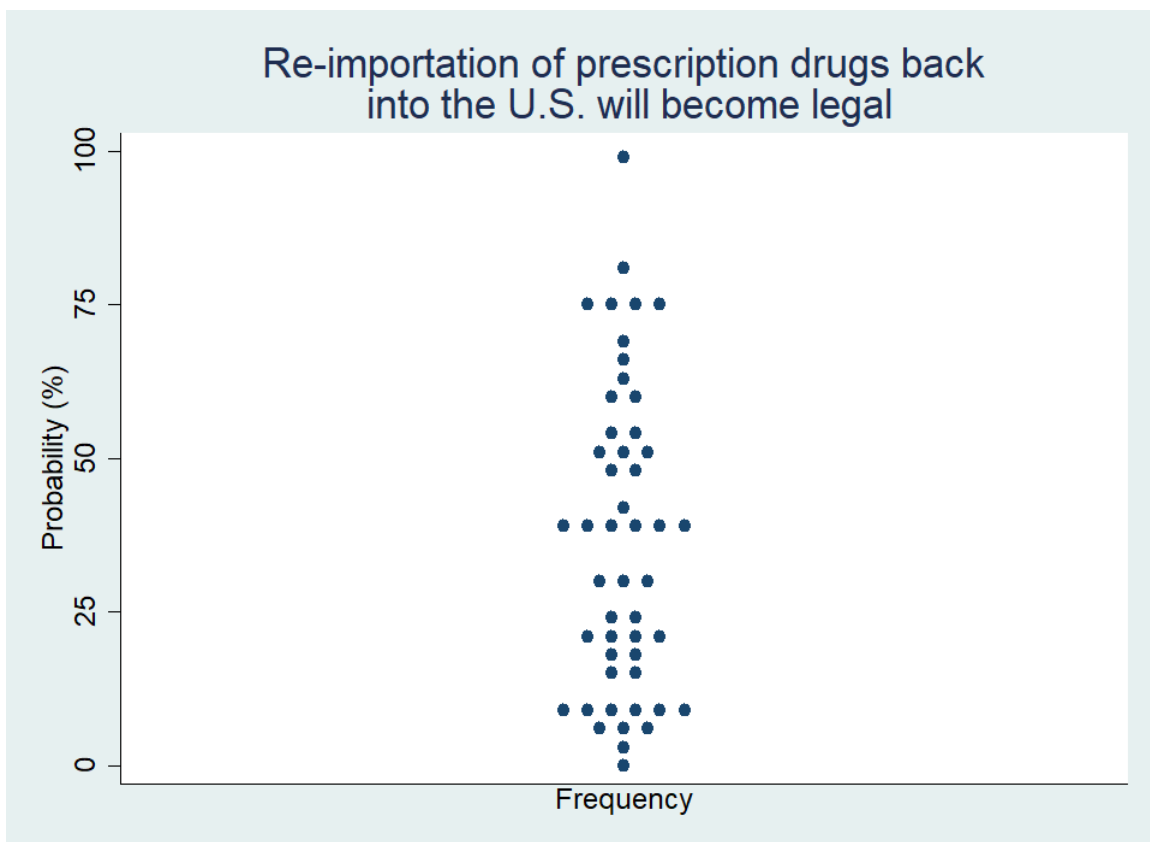 Re-importation of prescription drugs back
into the U.S. will become legal
100
75
50
25
0
Probability (%)
Frequency